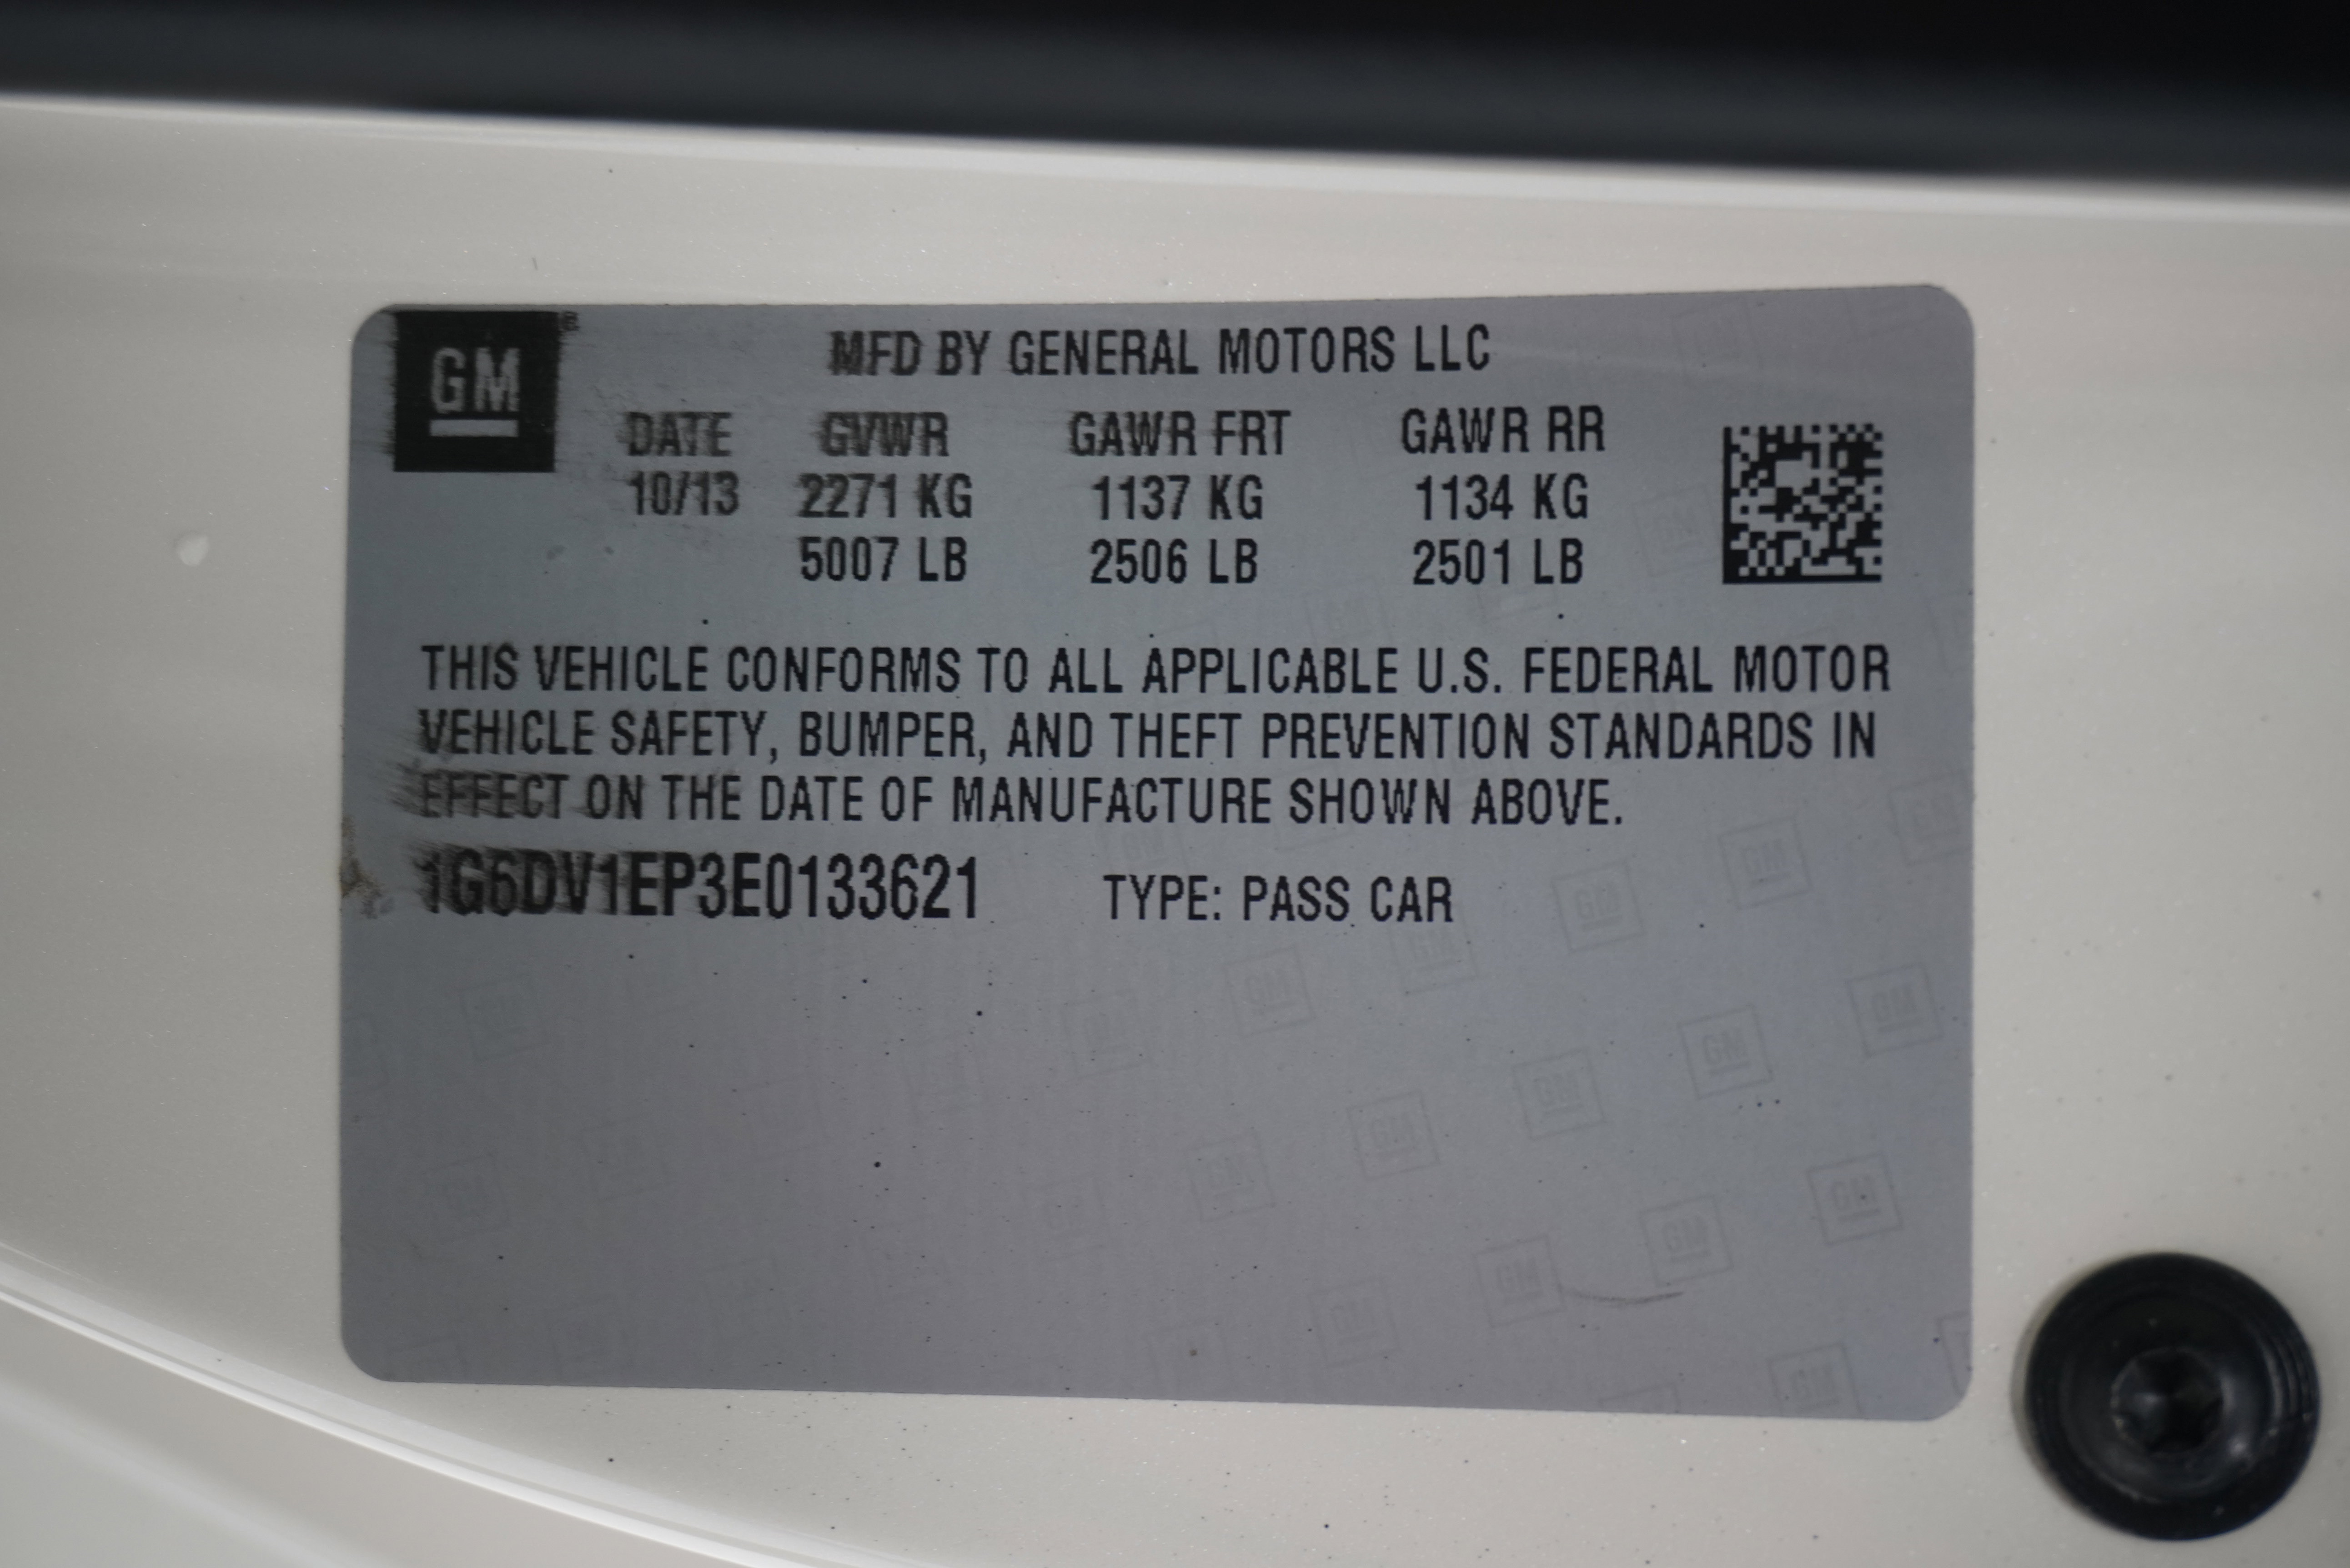 GM
MFD BY GENERAL MOTORS LLC
DATE GVWR GAWR FRT GAWR RR
10/13 2271 KG 1137 KG 1134 KG
5007 LB 2506 LB 2501 LB
THIS VEHICLE CONFORMS TO ALL APPLICABLE U.S. FEDERAL MOTOR
VEHICLE SAFETY, BUMPER, AND THEFT PREVENTION STANDARDS IN
EFFECT ON THE DATE OF MANUFACTURE SHOWN ABOVE.
1G6DV1EP3E0133621 TYPE: PASS CAR